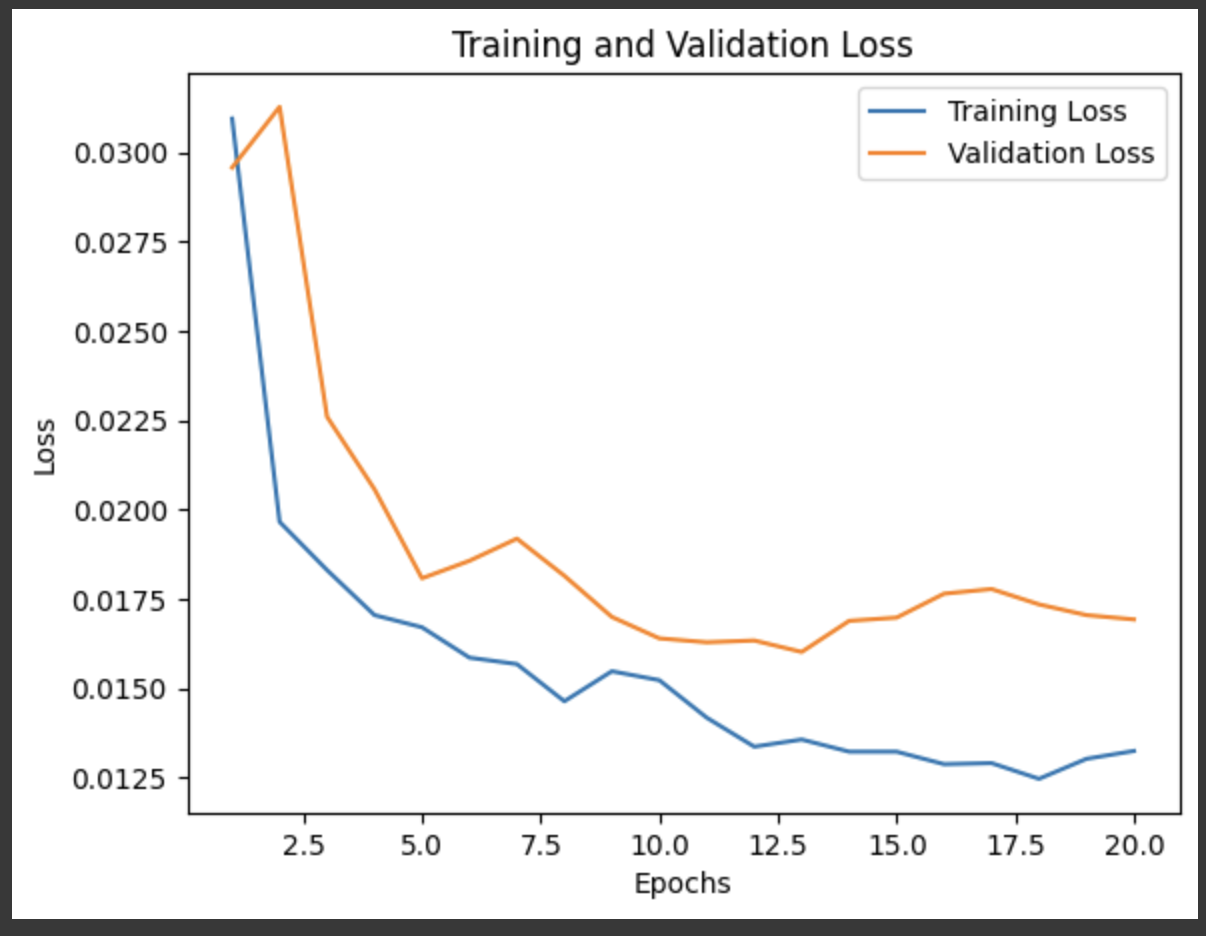 Training and Validation Loss
Training Loss
Validation Loss
0.0300
0.0275
0.0250
0.0225
0.0200
0.0175
0.0150
0.0125
Loss
2.5 5.0 7.5 10.0 12.5 15.0 17.5 20.0
Epochs